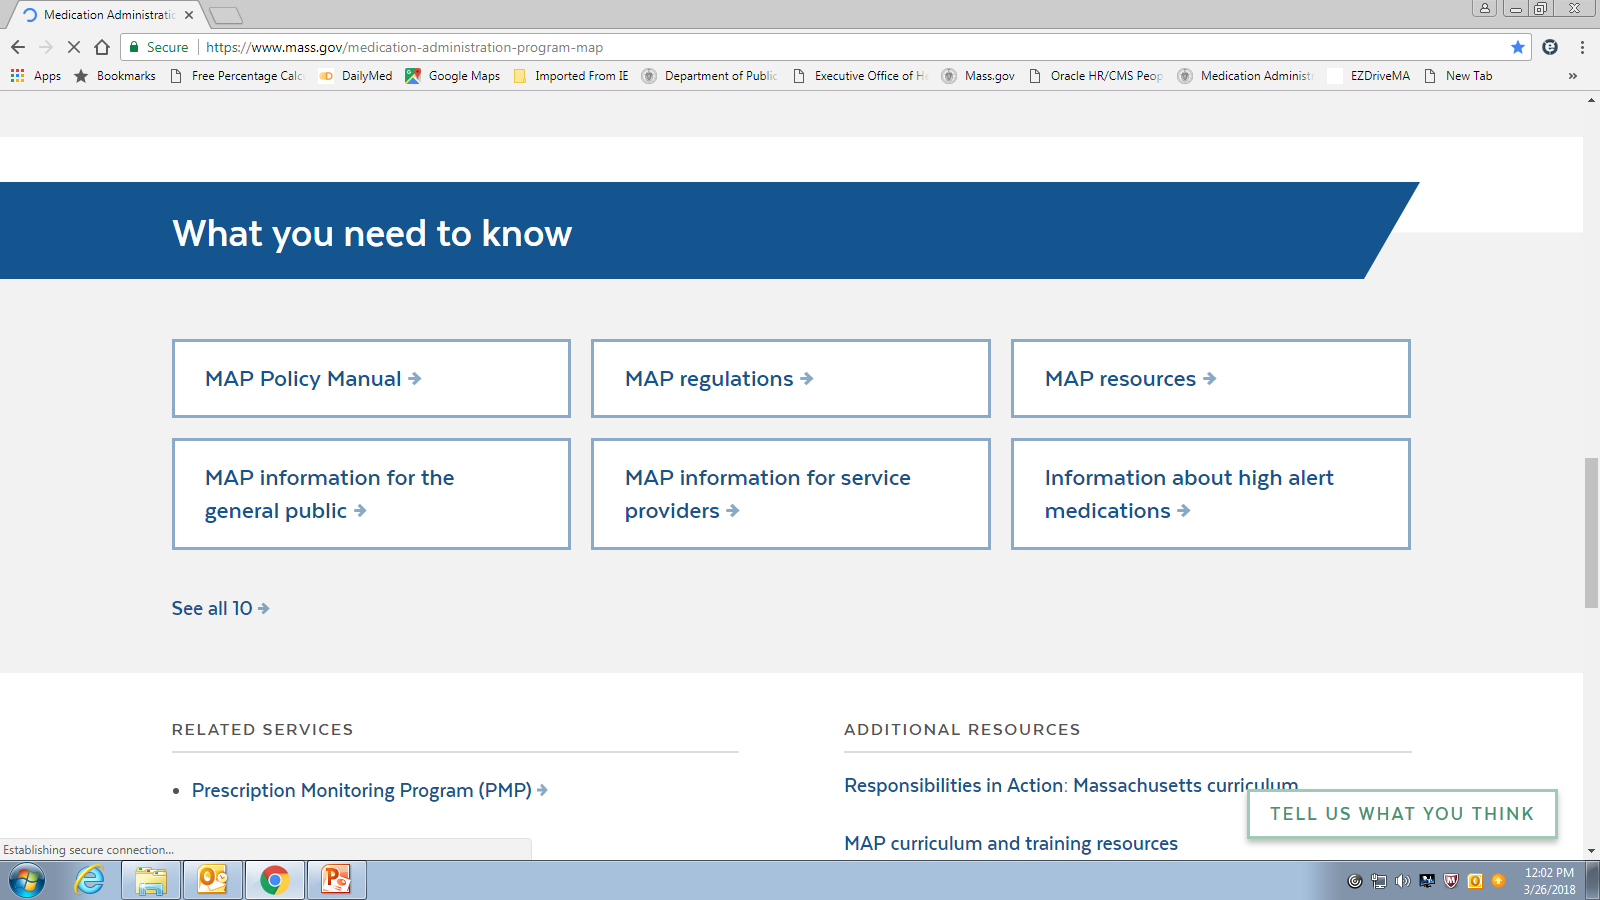 Medication Administratic
Secure https://www.mass.gov/medication-administration-program-map
Apps Bookmarks Free Percentage Calc DailyMed Google Maps Imported From IE Department of Public Executive Office of He Mass.gov Oracle HR/CMS Peop Medication Administr EZDriveMA New Tab
What you need to know
MAP Policy Manual
MAP regulations
MAP resources
MAP information for the
general public
MAP information for service
providers
Information about high alert
medications
See all 10
RELATED SERVICES
Prescription Monitoring Program (PMP)
ADDITIONAL RESOURCES
Responsibilities in Action: Massachusetts curriculum
MAP curriculum and training resources
TELL US WHAT YOU THINK
Establishing secure connection...
12:02 PM
3/26/2018